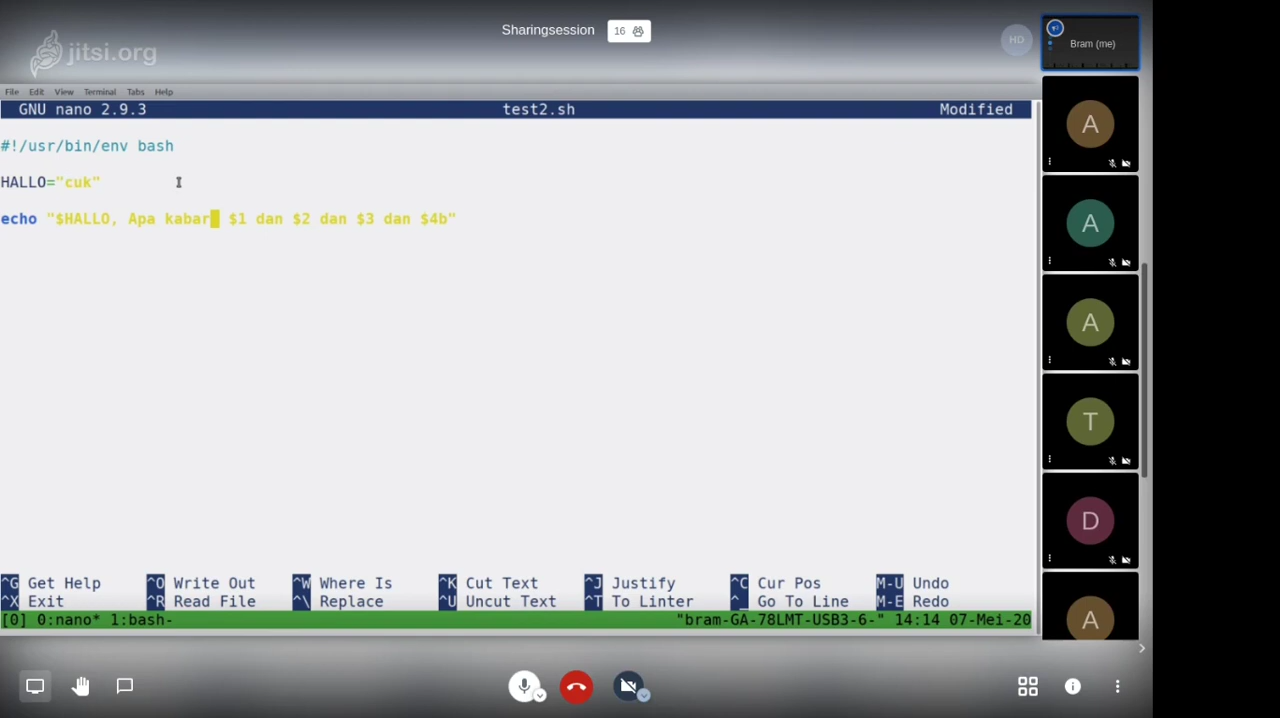 Sharingsession 16
HD
Bram (me)
jitsi.org
File Edit View Terminal Tabs Help
GNU nano 2.9.3 test2.sh Modified
#!/usr/bin/env bash
HALLO="cuk"
echo "$HALLO, Apa kabar $1 dan $2 dan $3 dan $4b"
A
A
A
T
D
A
^G Get Help ^O Write Out ^W Where Is ^K Cut Text ^J Justify ^C Cur Pos M-U Undo
^X Exit ^R Read File ^\ Replace ^U Uncut Text ^T To Linter ^_ Go To Line M-E Redo
[0] 0:nano* 1:bash- "bram-GA-78LMT-USB3-6-" 14:14 07-Mei-20